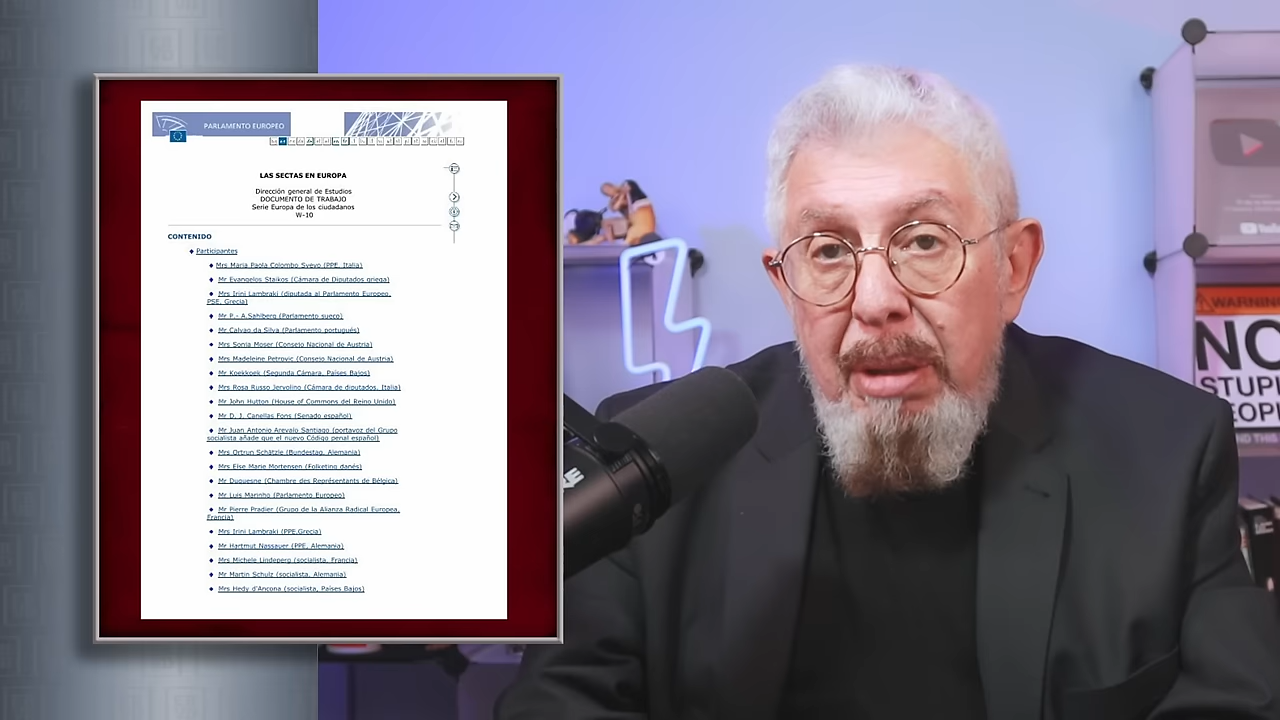 PARLAMENTO EUROPEO
LAS SECTAS EN EUROPA
Dirección general de Estudios
DOCUMENTO DE TRABAJO
Serie Europa de los ciudadanos
W-10
CONTENIDO
Participantes
Mrs Maria Paola Colombo Svevo (PPE, Italia)
Mr Evangelos Staikos (Cámara de Diputados griega)
Mrs Irini Lambraki (diputada al Parlamento Europeo,
PSE, Grecia)
Mr P.- A.Sahlberg (Parlamento sueco)
Mr Calvao da Silva (Parlamento portugués)
Mrs Sonia Moser (Consejo Nacional de Austria)
Mrs Madeleine Petrovic (Consejo Nacional de Austria)
Mr Koekkoek (Segunda Cámara, Países Bajos)
Mrs Rosa Russo Jervolino (Cámara de diputados, Italia)
Mr John Hutton (House of Commons del Reino Unido)
Mr D. J. Canellas Fons (Senado español)
Mr Juan Antonio Arevalo Santiago (portavoz del Grupo
socialista añade que el nuevo Código penal español)
Mrs Ortrun Schätzle (Bundestag, Alemania)
Mrs Else Marie Mortensen (Folketing danés)
Mr Duquesne (Chambre des Représentants de Bélgica)
Mr Luis Marinho (Parlamento Europeo)
Mr Pierre Pradier (Grupo de la Alianza Radical Europea,
Francia)
Mrs Irini Lambraki (PPE,Grecia)
Mr Hartmut Nassauer (PPE, Alemania)
Mrs Michele Lindeperg (socialista, Francia)
Mr Martin Schulz (socialista, Alemania)
Mrs Hedy d'Ancona (socialista, Países Bajos)
WARNING
NO
STUPI
EOPL